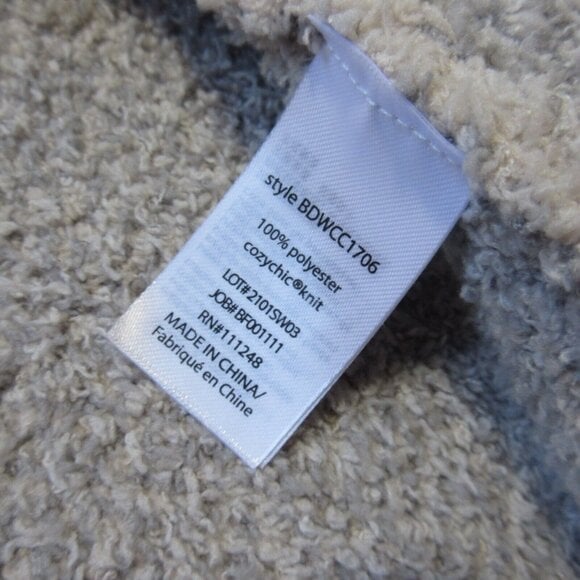 style BDWCC1706
100% polyester
cozychic®knit
LOT#2101SW03
JOB#BF001111
RN#111248
MADE IN CHINA/
Fabriqué en Chine